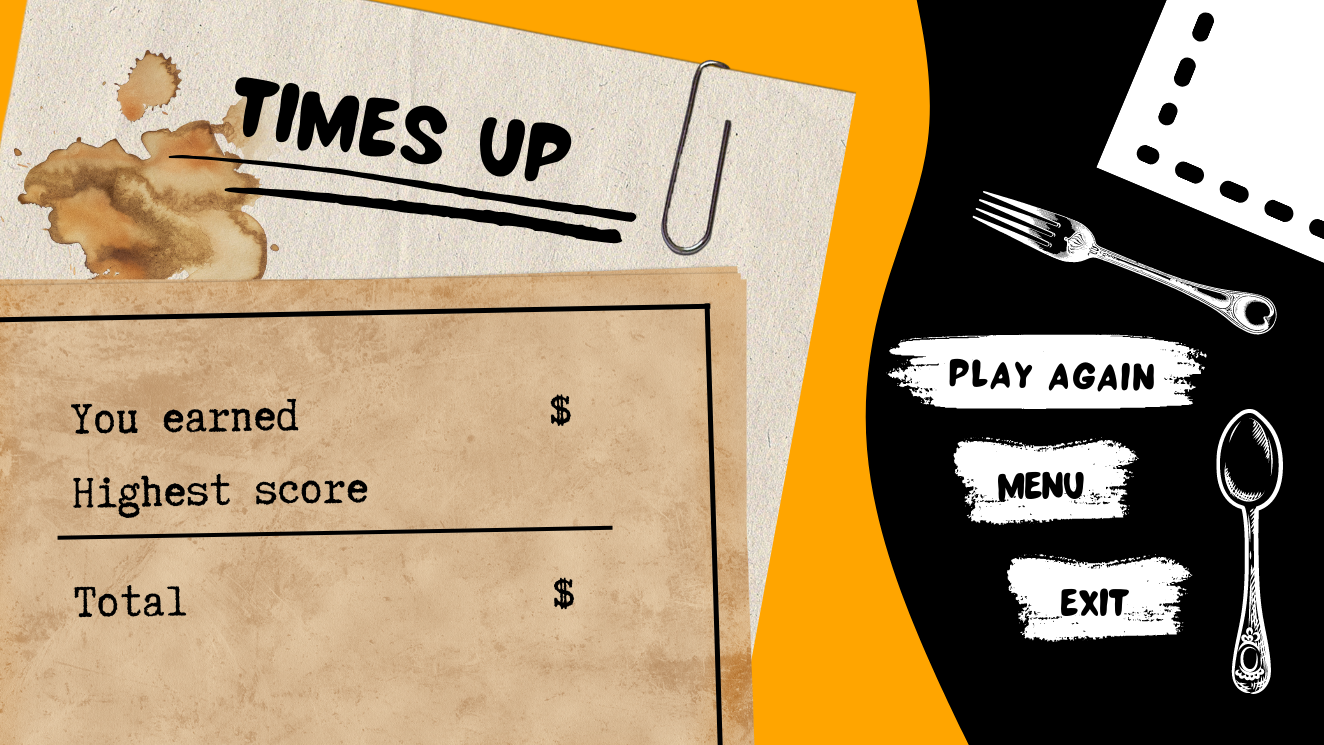 TIMES UP
You earned $
Highest score
Total $
PLAY AGAIN
MENU
EXIT